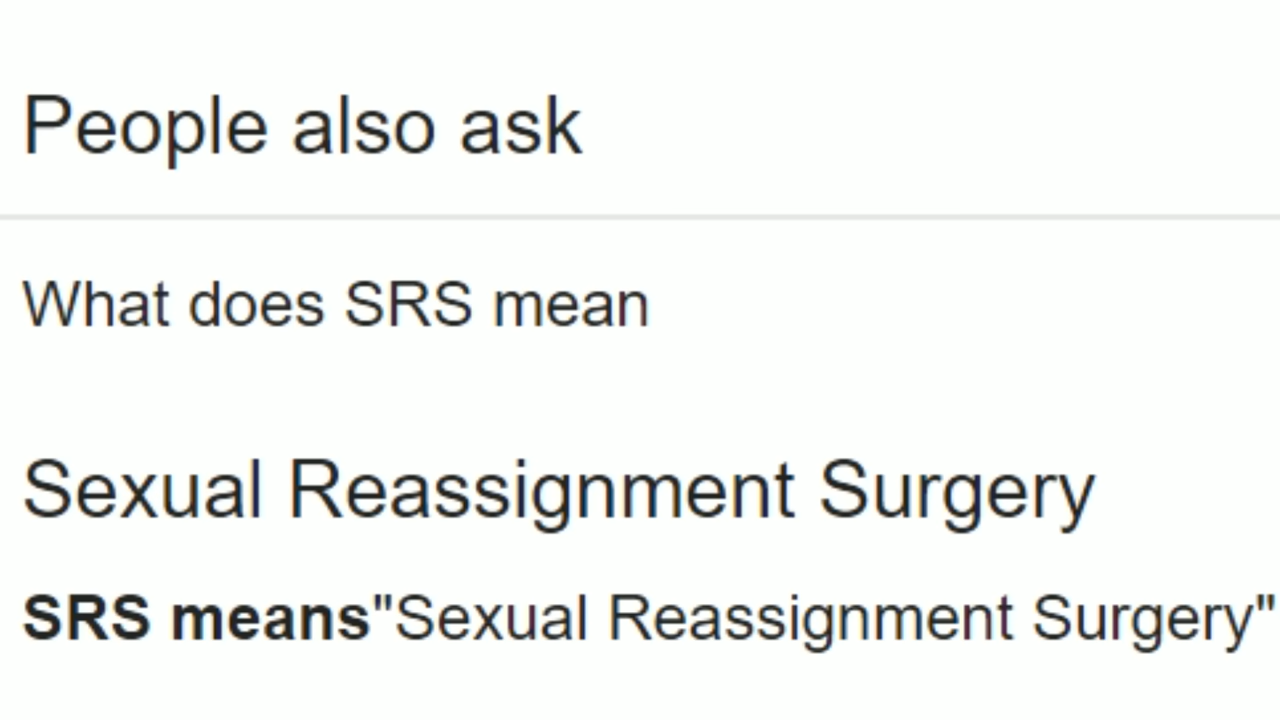 People also ask
What does SRS mean
Sexual Reassignment Surgery
SRS means"Sexual Reassignment Surgery"